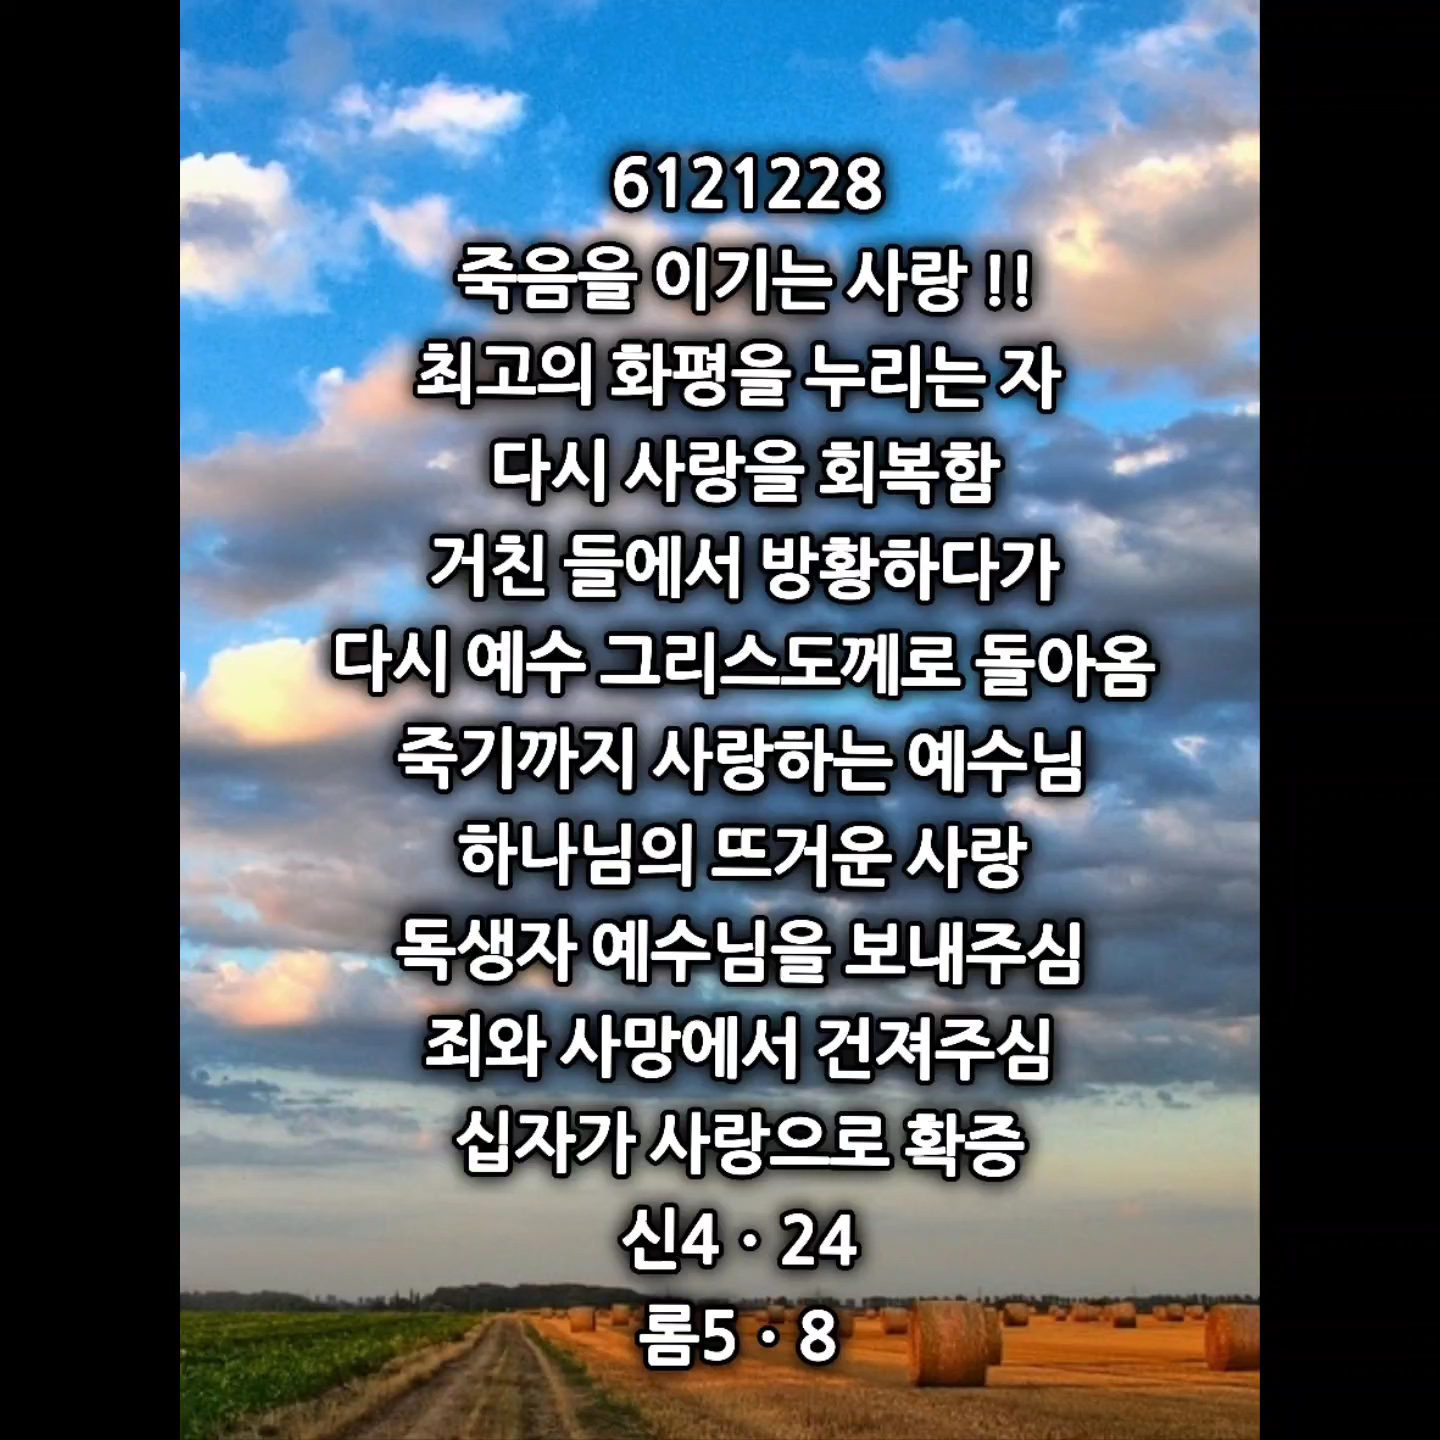 6121228
죽음을 이기는 사랑 !!
최고의 화평을 누리는 자
다시 사랑을 회복함
거친 들에서 방황하다가
다시 예수 그리스도께로 돌아옴
죽기까지 사랑하는 예수님
하나님의 뜨거운 사랑
독생자 예수님을 보내주심
죄와 사망에서 건져주심
십자가 사랑으로 확증
신4 · 24
롬5 · 8